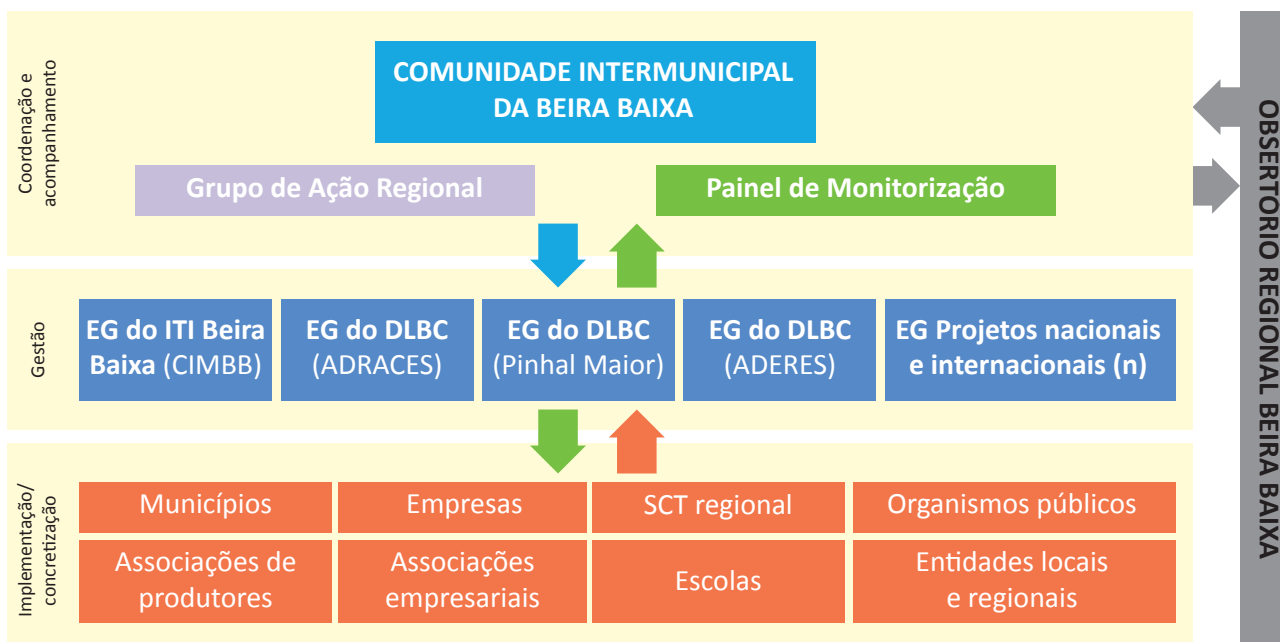 Coordenação e
acompanhamento
COMUNIDADE INTERMUNICIPAL
DA BEIRA BAIXA
Grupo de Ação Regional
Painel de Monitorização
Gestão
EG do ITI Beira
Baixa (CIMBB)
EG do DLBC
(ADRACES)
EG do DLBC
(Pinhal Maior)
EG do DLBC
(ADERES)
EG Projetos nacionais
e internacionais (n)
Implementação/
concretização
Municípios
Empresas
SCT regional
Organismos públicos
Associações de
produtores
Associações
empresariais
Escolas
Entidades locais
e regionais
OBSERTÓRIO REGIONAL BEIRA BAIXA